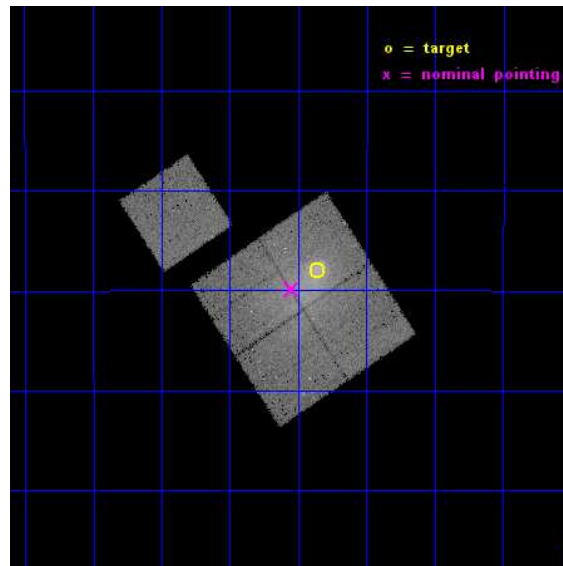 o = target
x = nominal pointing